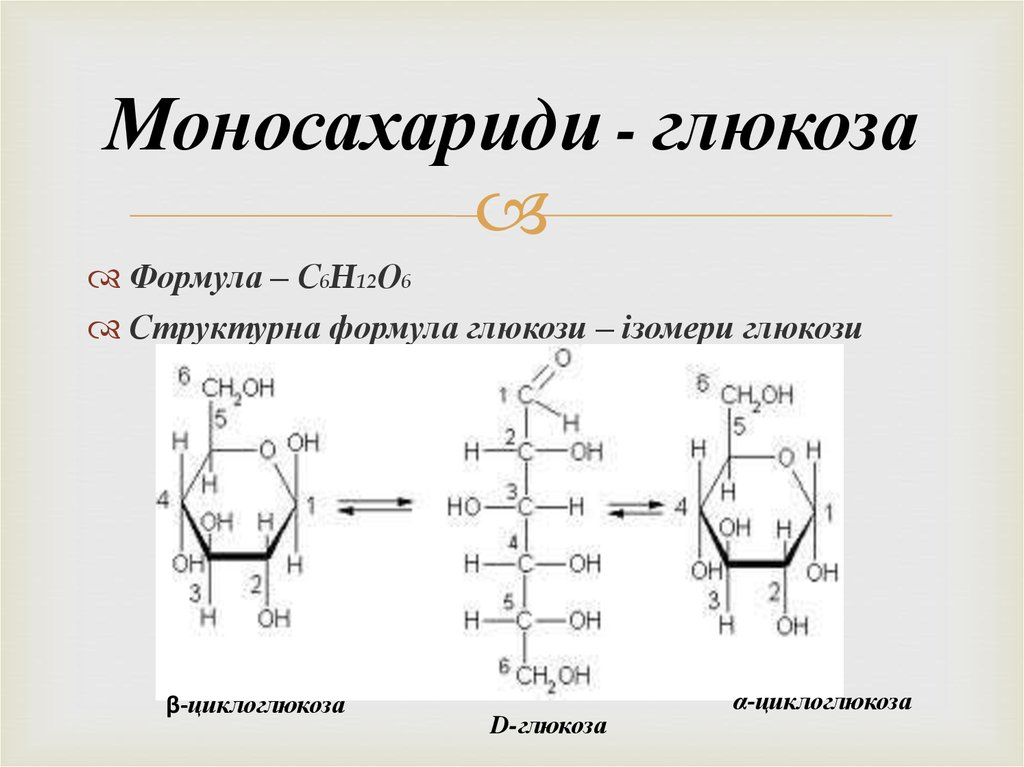 Моносахариди - глюкоза
Формула – C6H12O6
Структурна формула глюкози – ізомери глюкози
6 CH2OH
5
H O OH
H
4 1
OH H
OH H
3 2
H OH
O
1 C
H
2
H C OH
3
HO C H
4
H C OH
5
H C OH
6 CH2OH
6 CH2OH
5
H O H
H
4 1
OH H
OH OH
3 2
H OH
β-циклоглюкоза
D-глюкоза
α-циклоглюкоза